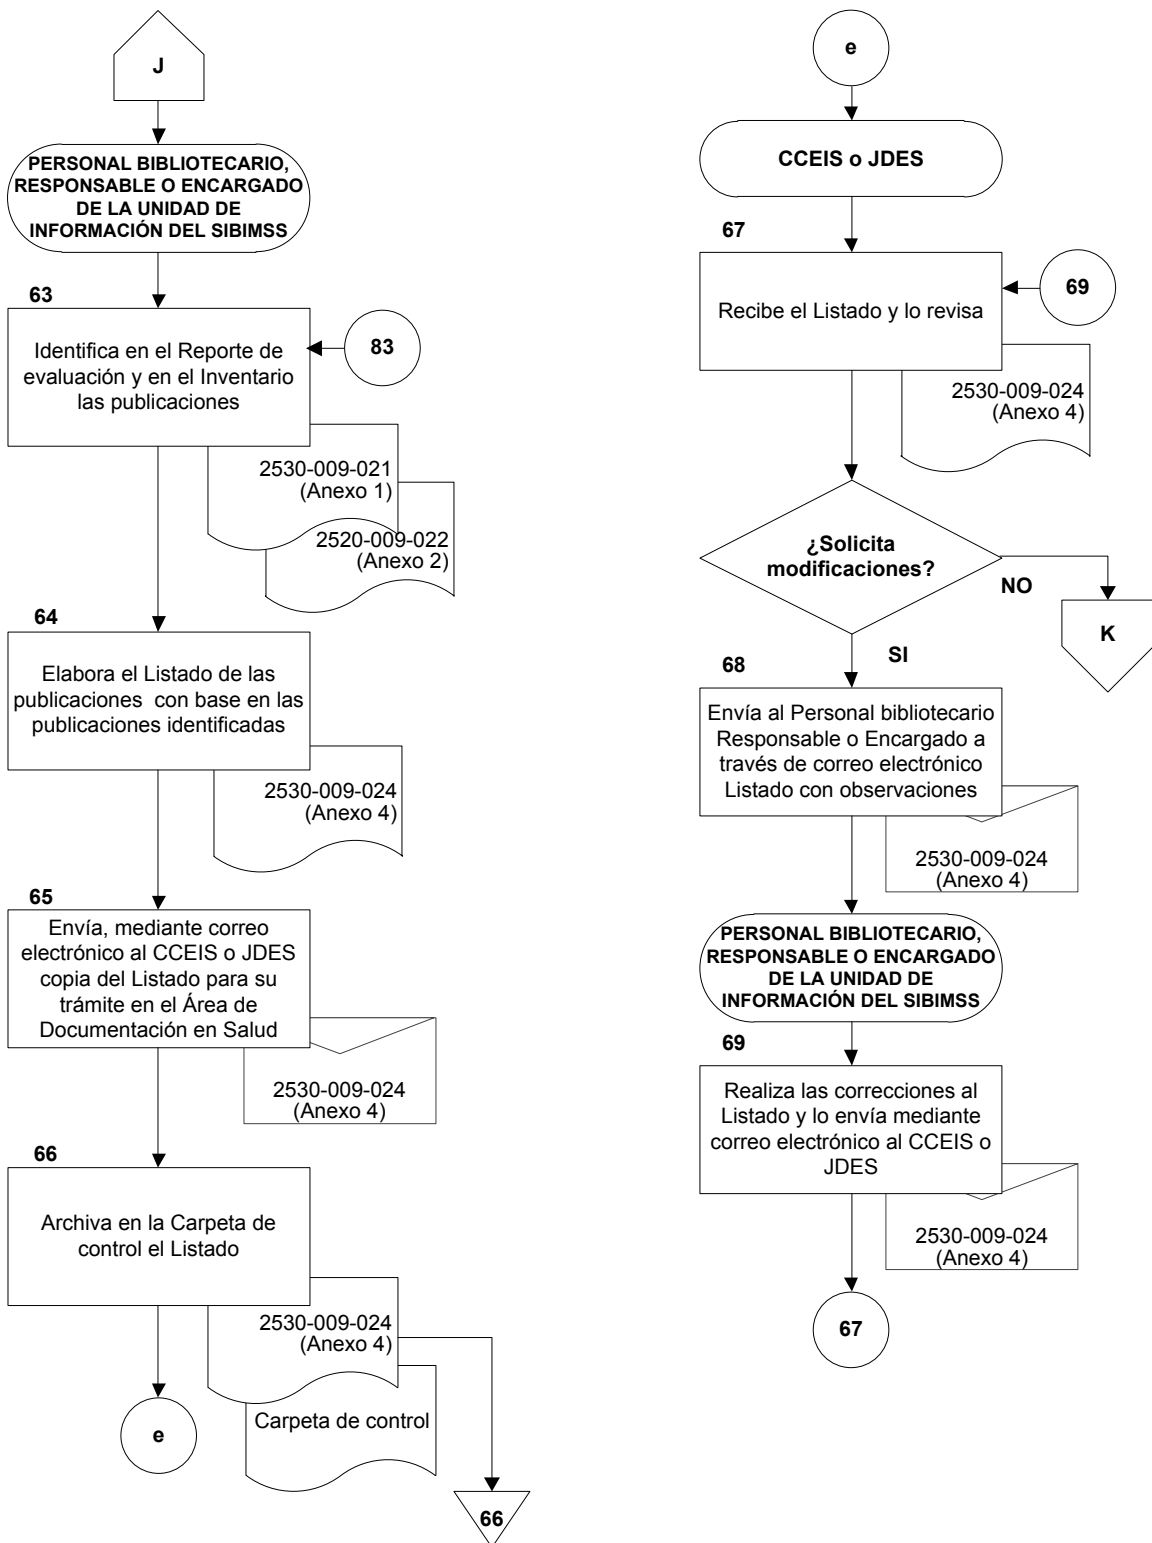 J
PERSONAL BIBLIOTECARIO,
RESPONSABLE O ENCARGADO
DE LA UNIDAD DE
INFORMACIÓN DEL SIBIMSS
63
Identifica en el Reporte de
evaluación y en el Inventario
las publicaciones
83
2530-009-021
(Anexo 1)
2520-009-022
(Anexo 2)
64
Elabora el Listado de las
publicaciones con base en las
publicaciones identificadas
2530-009-024
(Anexo 4)
65
Envía, mediante correo
electrónico al CCEIS o JDES
copia del Listado para su
trámite en el Área de
Documentación en Salud
2530-009-024
(Anexo 4)
66
Archiva en la Carpeta de
control el Listado
2530-009-024
(Anexo 4)
Carpeta de control
e
66
e
CCEIS o JDES
67
Recibe el Listado y lo revisa
69
2530-009-024
(Anexo 4)
¿Solicita
modificaciones?
NO
K
SI
68
Envía al Personal bibliotecario
Responsable o Encargado a
través de correo electrónico
Listado con observaciones
2530-009-024
(Anexo 4)
PERSONAL BIBLIOTECARIO,
RESPONSABLE O ENCARGADO
DE LA UNIDAD DE
INFORMACIÓN DEL SIBIMSS
69
Realiza las correcciones al
Listado y lo envía mediante
correo electrónico al CCEIS o
JDES
2530-009-024
(Anexo 4)
67